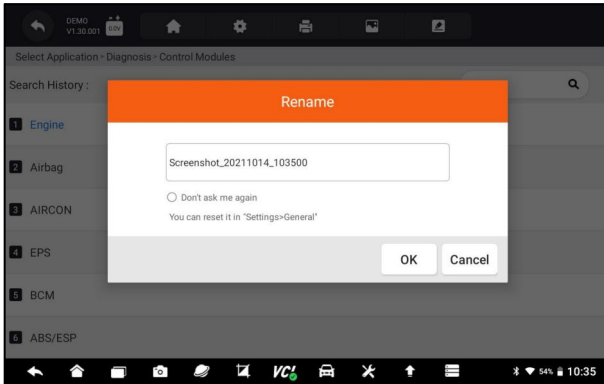 DEMO
V1.30.001
0.0V
Select Application > Diagnosis > Control Modules
Search History :
Rename
1 Engine
Screenshot_20211014_103500
2 Airbag
Don't ask me again
3 AIRCON
You can reset it in "Settings>General"
4 EPS
OK Cancel
5 BCM
6 ABS/ESP
VCI 54% 10:35